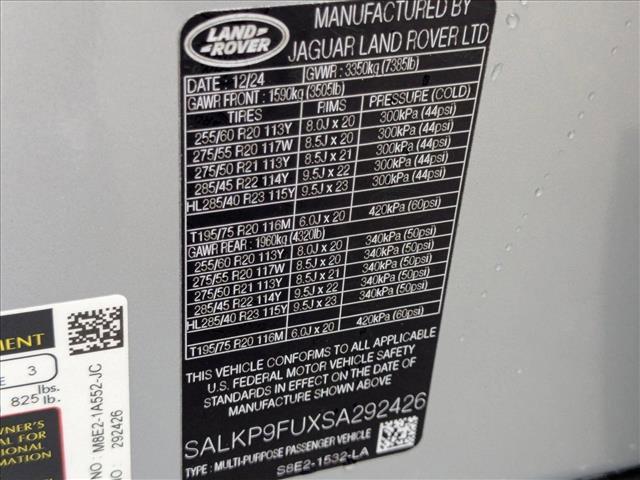 LAND ROVER
MANUFACTURED BY
JAGUAR LAND ROVER LTD
DATE : 12/24 GVWR : 3350kg (7385lb)
GAWR FRONT : 1590kg (3505lb)
TIRES RIMS PRESSURE (COLD)
255/60 R20 113Y 8.0J x 20 300kPa (44psi)
275/55 R20 117W 8.5J x 20 300kPa (44psi)
275/50 R21 113Y 8.5J x 21 300kPa (44psi)
285/45 R22 114Y 9.5J x 22 300kPa (44psi)
HL285/40 R23 115Y 9.5J x 23 300kPa (44psi)
T195/75 R20 116M 6.0J x 20 420kPa (60psi)
GAWR REAR : 1960kg (4320lb)
255/60 R20 113Y 8.0J x 20 340kPa (50psi)
275/55 R20 117W 8.5J x 20 340kPa (50psi)
275/50 R21 113Y 8.5J x 21 340kPa (50psi)
285/45 R22 114Y 9.5J x 22 340kPa (50psi)
HL285/40 R23 115Y 9.5J x 23 340kPa (50psi)
T195/75 R20 116M 6.0J x 20 420kPa (60psi)
THIS VEHICLE CONFORMS TO ALL APPLICABLE
U.S. FEDERAL MOTOR VEHICLE SAFETY
STANDARDS IN EFFECT ON THE DATE OF
MANUFACTURE SHOWN ABOVE
SALKP9FUXSA292426
TYPE : MULTI-PURPOSE PASSENGER VEHICLE
S8E2-1532-LA
3
lbs.
825 lb.
M8E2-1A552-JC
292426